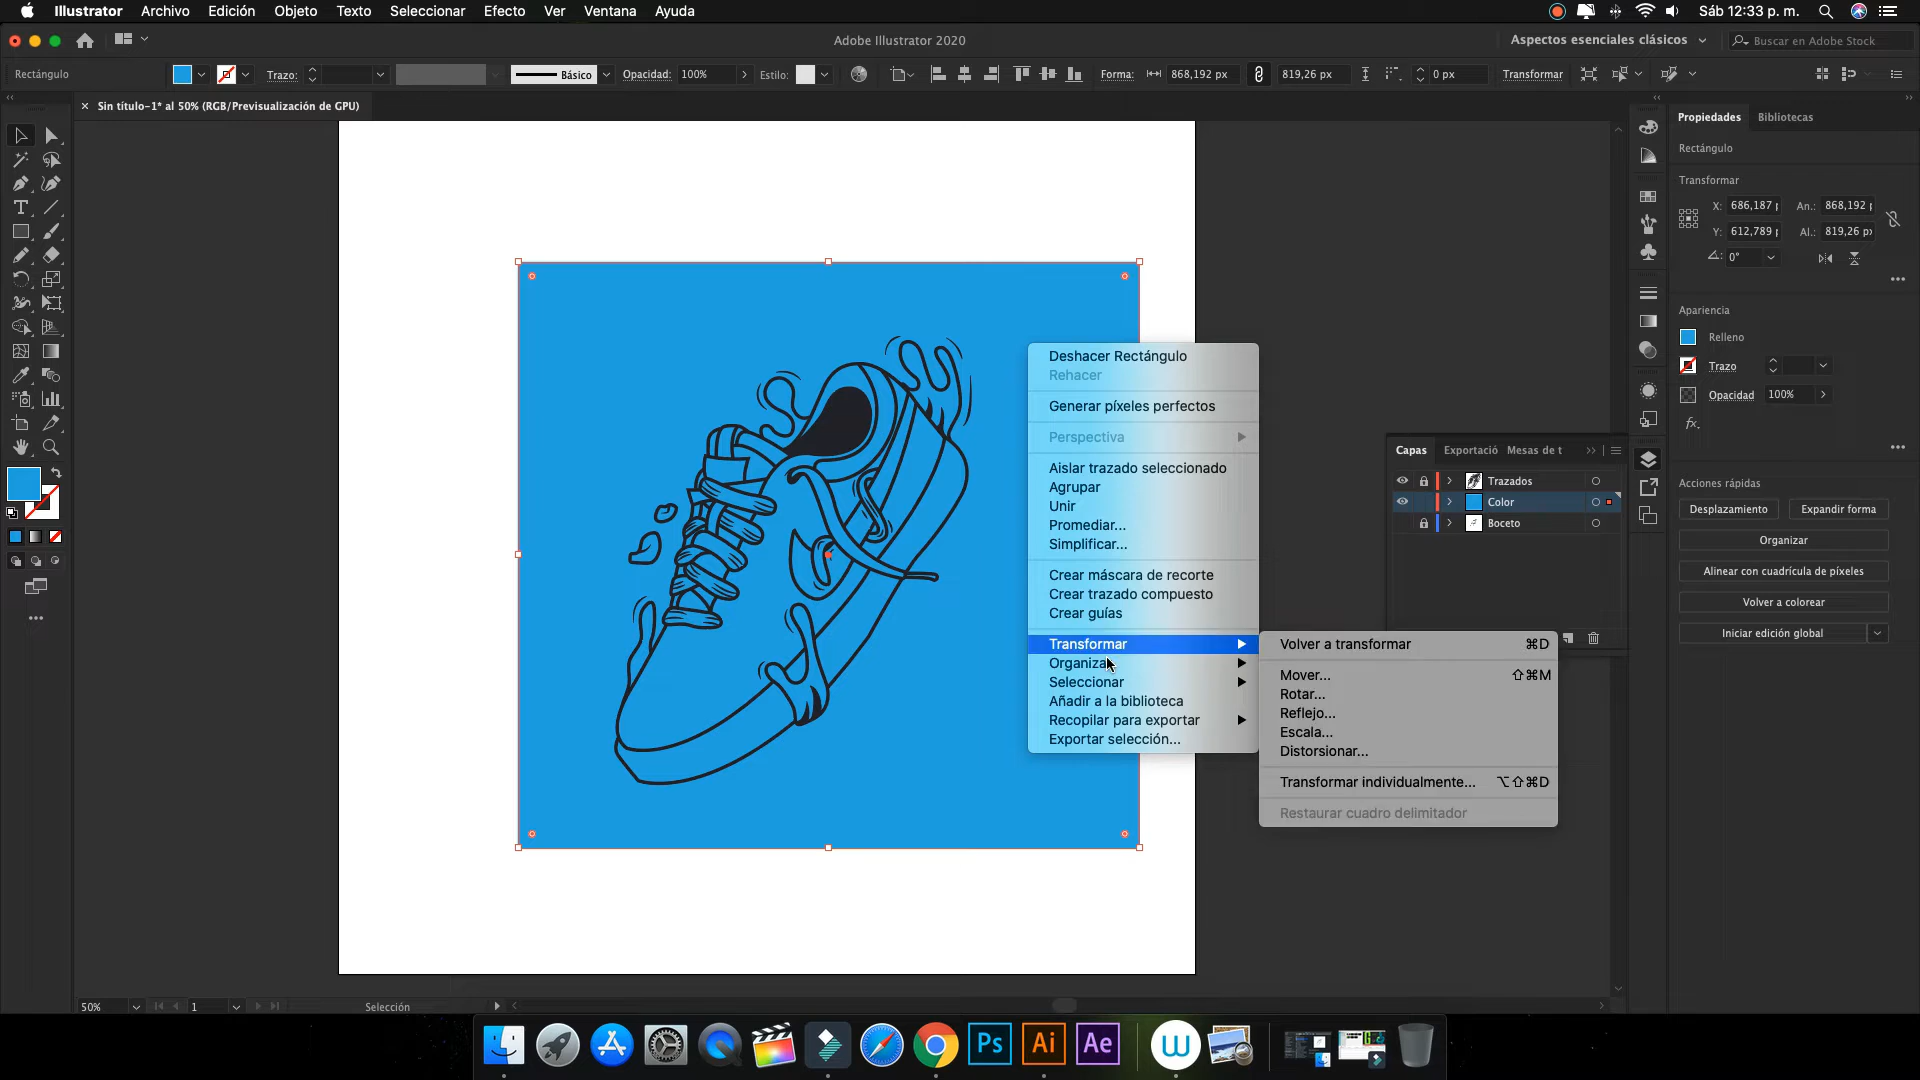 Illustrator Archivo Edición Objeto Texto Seleccionar Efecto Ver Ventana Ayuda Sáb 12:33 p. m.
Adobe Illustrator 2020 Aspectos esenciales clásicos Buscar en Adobe Stock
Rectángulo Trazo: Básico Opacidad: 100% Estilo: Forma: 868,192 px 819,26 px 0 px Transformar
× Sin título-1* al 50% (RGB/Previsualización de GPU)
Propiedades Bibliotecas
Rectángulo
Transformar
X: 686,187 An.: 868,192
Y: 612,789 Al.: 819,26 px
0°
Apariencia
Relleno
Trazo
Opacidad 100%
fx
Acciones rápidas
Desplazamiento Expandir forma
Organizar
Alinear con cuadrícula de píxeles
Volver a colorear
Iniciar edición global
Capas Exportació Mesas de t
Trazados
Color
Boceto
Deshacer Rectángulo
Rehacer
Generar píxeles perfectos
Perspectiva
Aislar trazado seleccionado
Agrupar
Unir
Promediar...
Simplificar...
Crear máscara de recorte
Crear trazado compuesto
Crear guías
Transformar
Organiza
Seleccionar
Añadir a la biblioteca
Recopilar para exportar
Exportar selección...
Volver a transformar ⌘D
Mover... ⇧⌘M
Rotar...
Reflejo...
Escala...
Distorsionar...
Transformar individualmente... ⌥⇧⌘D
Restaurar cuadro delimitador
50% 1 Selección
Ps Ai Ae